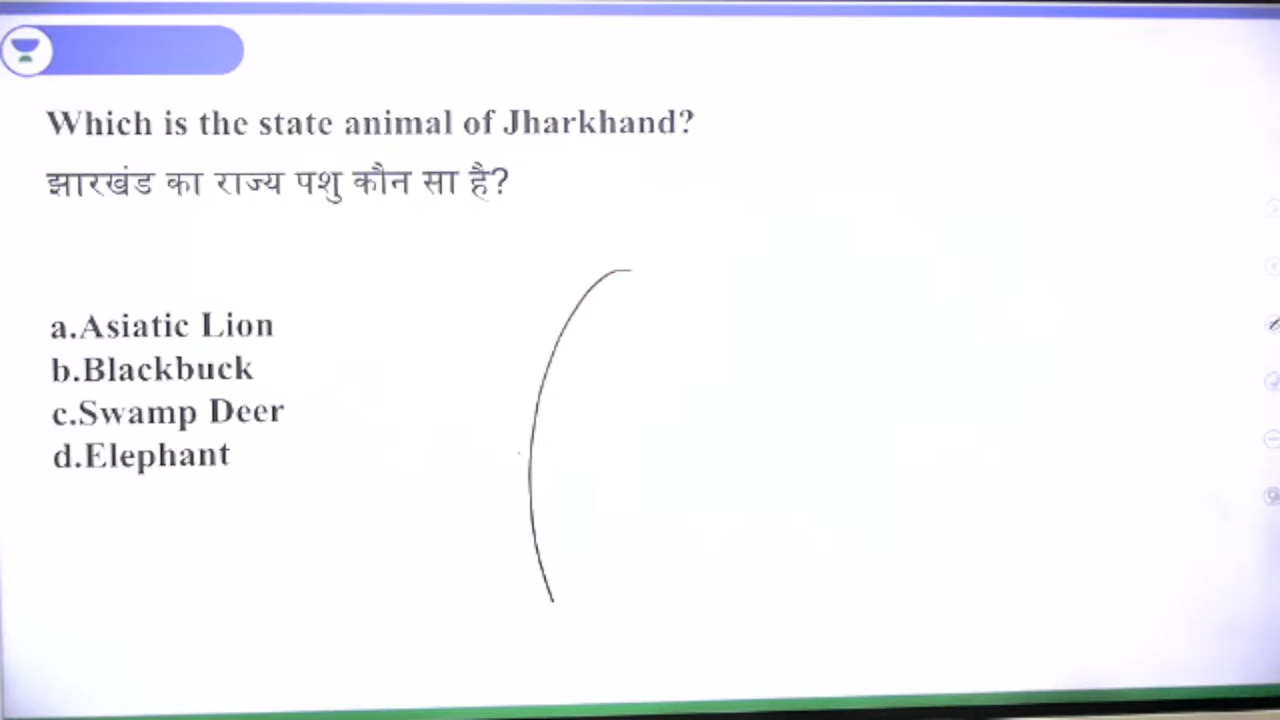 Which is the state animal of Jharkhand?
झारखंड का राज्य पशु कौन सा है?
a.Asiatic Lion
b.Blackbuck
c.Swamp Deer
d.Elephant